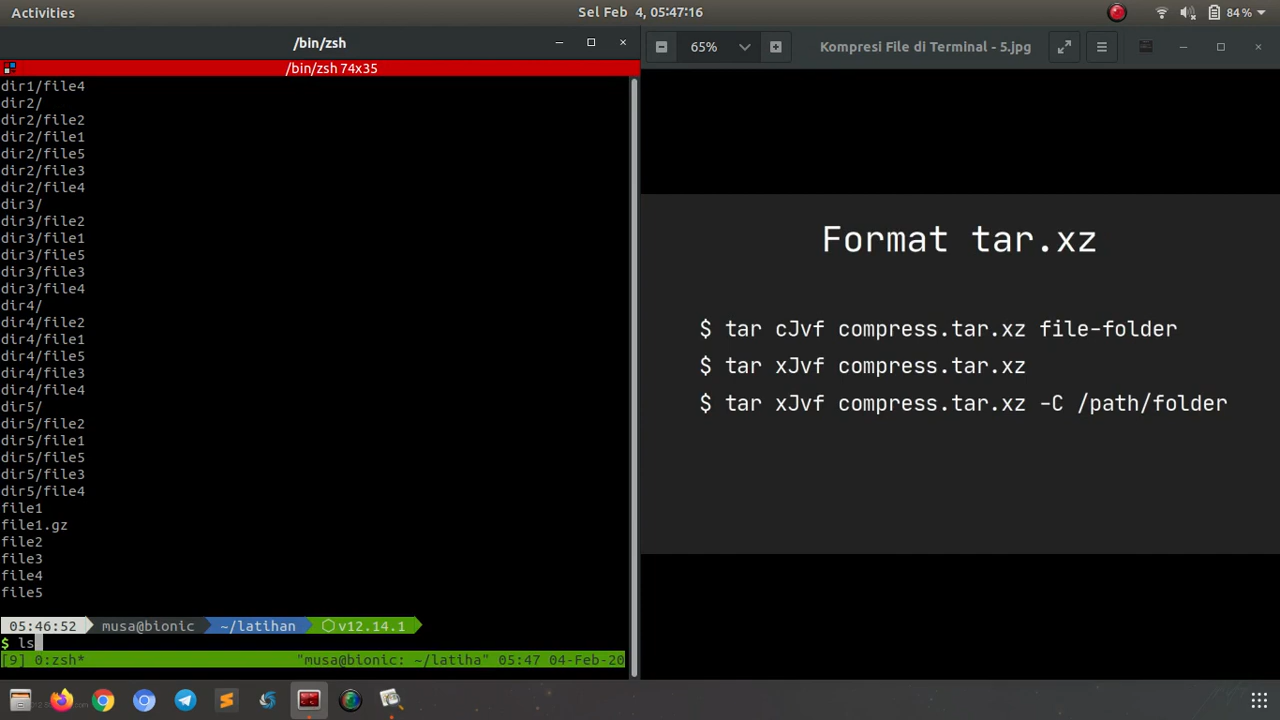 Activities
Sel Feb 4, 05:47:16
84 %
/bin/zsh
/bin/zsh 74x35
dir1/file4
dir2/
dir2/file2
dir2/file1
dir2/file5
dir2/file3
dir2/file4
dir3/
dir3/file2
dir3/file1
dir3/file5
dir3/file3
dir3/file4
dir4/
dir4/file2
dir4/file1
dir4/file5
dir4/file3
dir4/file4
dir5/
dir5/file2
dir5/file1
dir5/file5
dir5/file3
dir5/file4
file1
file1.gz
file2
file3
file4
file5
05:46:52 musa@bionic ~/latihan v12.14.1
$ ls
[9] 0:zsh* "musa@bionic: ~/latiha" 05:47 04-Feb-20
65%
Kompresi File di Terminal - 5.jpg
Format tar.xz
$ tar cJvf compress.tar.xz file-folder
$ tar xJvf compress.tar.xz
$ tar xJvf compress.tar.xz -C /path/folder